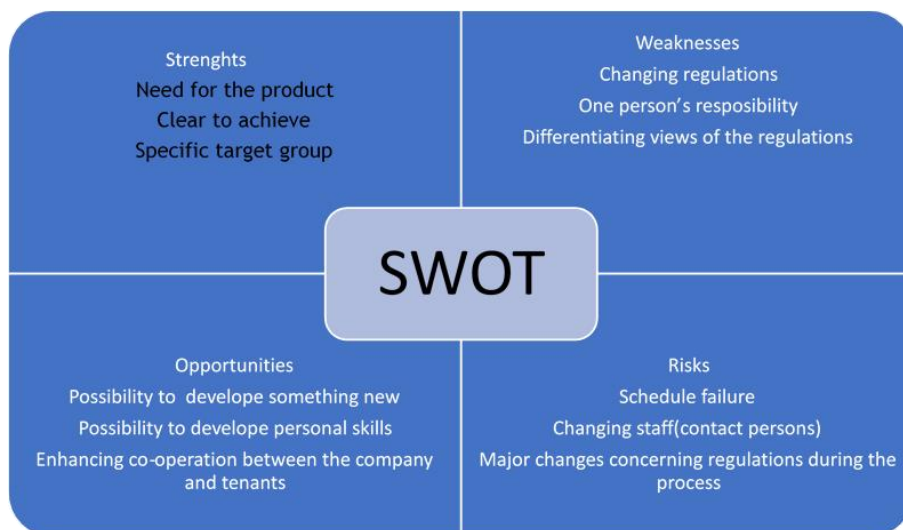 Strenghts
Need for the product
Clear to achieve
Specific target group
Weaknesses
Changing regulations
One person's resposibility
Differentiating views of the regulations
SWOT
Opportunities
Possibility to develope something new
Possibility to develope personal skills
Enhancing co-operation between the company
and tenants
Risks
Schedule failure
Changing staff(contact persons)
Major changes concerning regulations during the
process